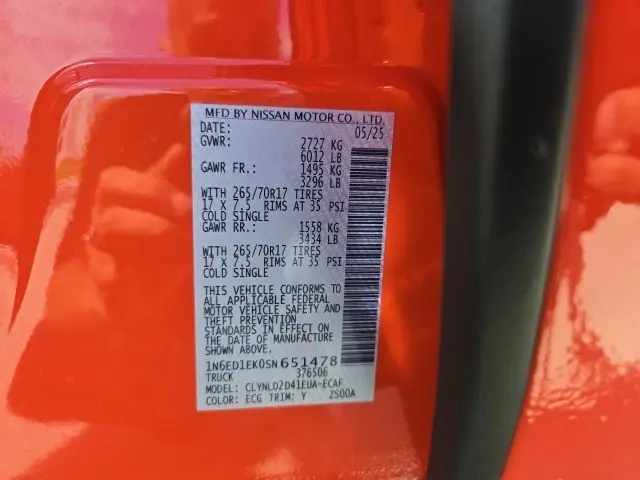 MFD BY NISSAN MOTOR CO., LTD.
DATE: 05/25
GVWR: 2727 KG
6012 LB
GAWR FR.: 1495 KG
3296 LB
WITH 265/70R17 TIRES
17 X 7.5 RIMS AT 35 PSI
COLD SINGLE
GAWR RR.: 1558 KG
3434 LB
WITH 265/70R17 TIRES
17 X 7.5 RIMS AT 35 PSI
COLD SINGLE
THIS VEHICLE CONFORMS TO
ALL APPLICABLE FEDERAL
MOTOR VEHICLE SAFETY AND
THEFT PREVENTION
STANDARDS IN EFFECT ON
THE DATE OF MANUFACTURE
SHOWN ABOVE.
1N6ED1EK0SN651478
TRUCK 376506
MODEL: CLYNLD2D41EUA-ECAF
COLOR: ECG TRIM: Y ZS00A